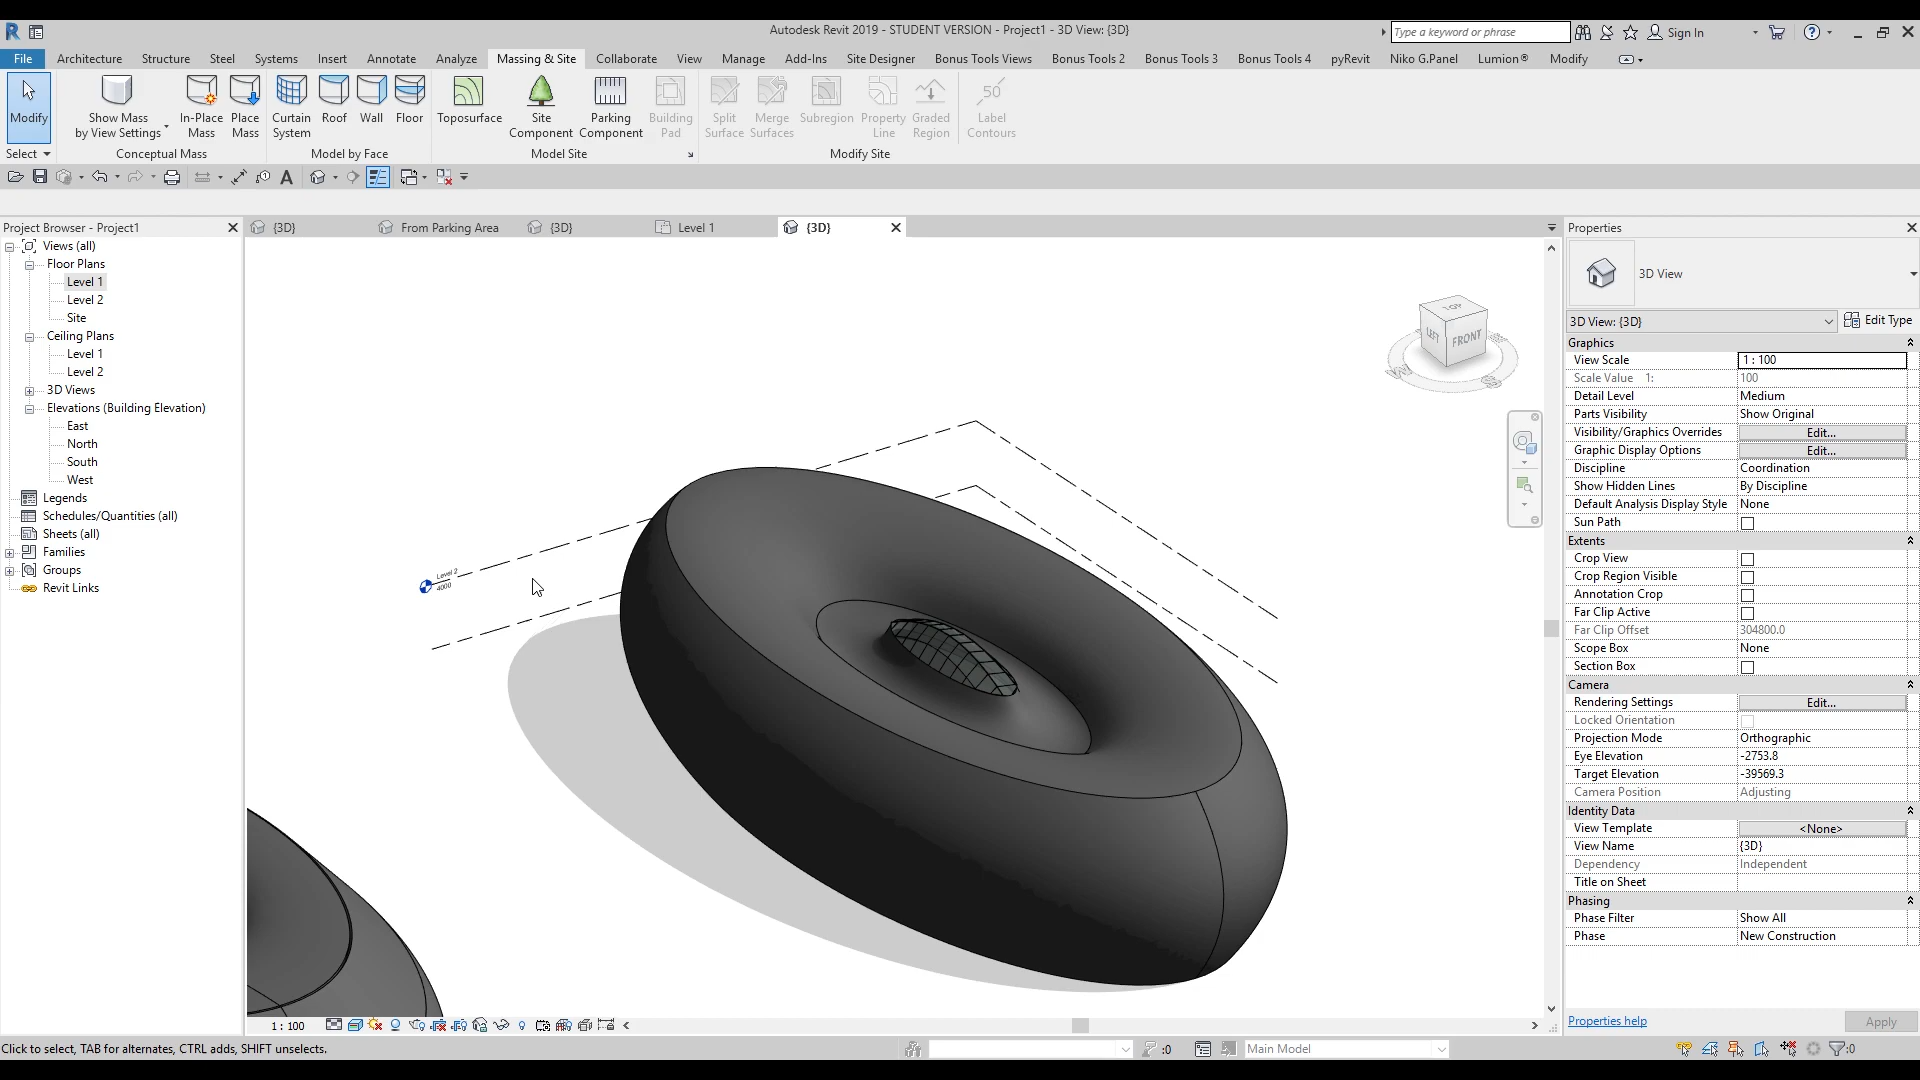 Autodesk Revit 2019 - STUDENT VERSION - Project1 - 3D View: {3D}
Type a keyword or phrase
Sign In
File Architecture Structure Steel Systems Insert Annotate Analyze Massing & Site Collaborate View Manage Add-Ins Site Designer Bonus Tools Views Bonus Tools 2 Bonus Tools 3 Bonus Tools 4 pyRevit Niko G.Panel Lumion® Modify
Modify
Show Mass
by View Settings
In-Place
Mass
Place
Mass
Curtain
System
Roof
Wall
Floor
Toposurface
Site
Component
Parking
Component
Building
Pad
Split
Surface
Merge
Surfaces
Subregion
Property
Line
Graded
Region
50
Label
Contours
Select
Conceptual Mass
Model by Face
Model Site
Modify Site
Project Browser - Project1
Views (all)
Floor Plans
Level 1
Level 2
Site
Ceiling Plans
Level 1
Level 2
3D Views
Elevations (Building Elevation)
East
North
South
West
Legends
Schedules/Quantities (all)
Sheets (all)
Families
Groups
Revit Links
{3D}
From Parking Area
{3D}
Level 1
{3D}
TOP
LEFT
FRONT
W
S
Level 2
4000
Properties
3D View
3D View: {3D}
Edit Type
Graphics
View Scale 1 : 100
Scale Value 1: 100
Detail Level Medium
Parts Visibility Show Original
Visibility/Graphics Overrides Edit...
Graphic Display Options Edit...
Discipline Coordination
Show Hidden Lines By Discipline
Default Analysis Display Style None
Sun Path
Extents
Crop View
Crop Region Visible
Annotation Crop
Far Clip Active
Far Clip Offset 304800.0
Scope Box None
Section Box
Camera
Rendering Settings Edit...
Locked Orientation
Projection Mode Orthographic
Eye Elevation -2753.8
Target Elevation -39569.3
Camera Position Adjusting
Identity Data
View Template <None>
View Name {3D}
Dependency Independent
Title on Sheet
Phasing
Phase Filter Show All
Phase New Construction
Properties help
Apply
1 : 100
Click to select, TAB for alternates, CTRL adds, SHIFT unselects.
:0
Main Model
:0